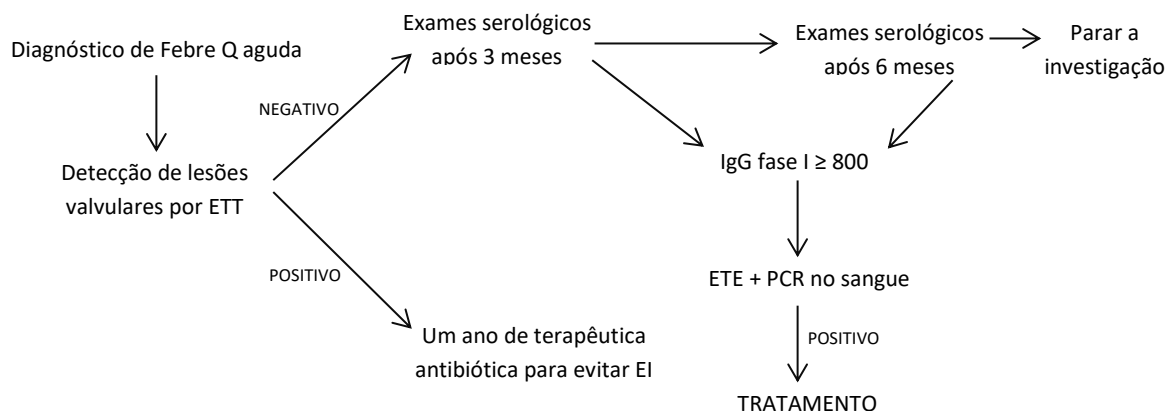 Diagnóstico de Febre Q aguda
Detecção de lesões
valvulares por ETT
NEGATIVO
POSITIVO
Exames serológicos
após 3 meses
Exames serológicos
após 6 meses
Parar a
investigação
IgG fase I ≥ 800
ETE + PCR no sangue
POSITIVO
TRATAMENTO
Um ano de terapêutica
antibiótica para evitar EI